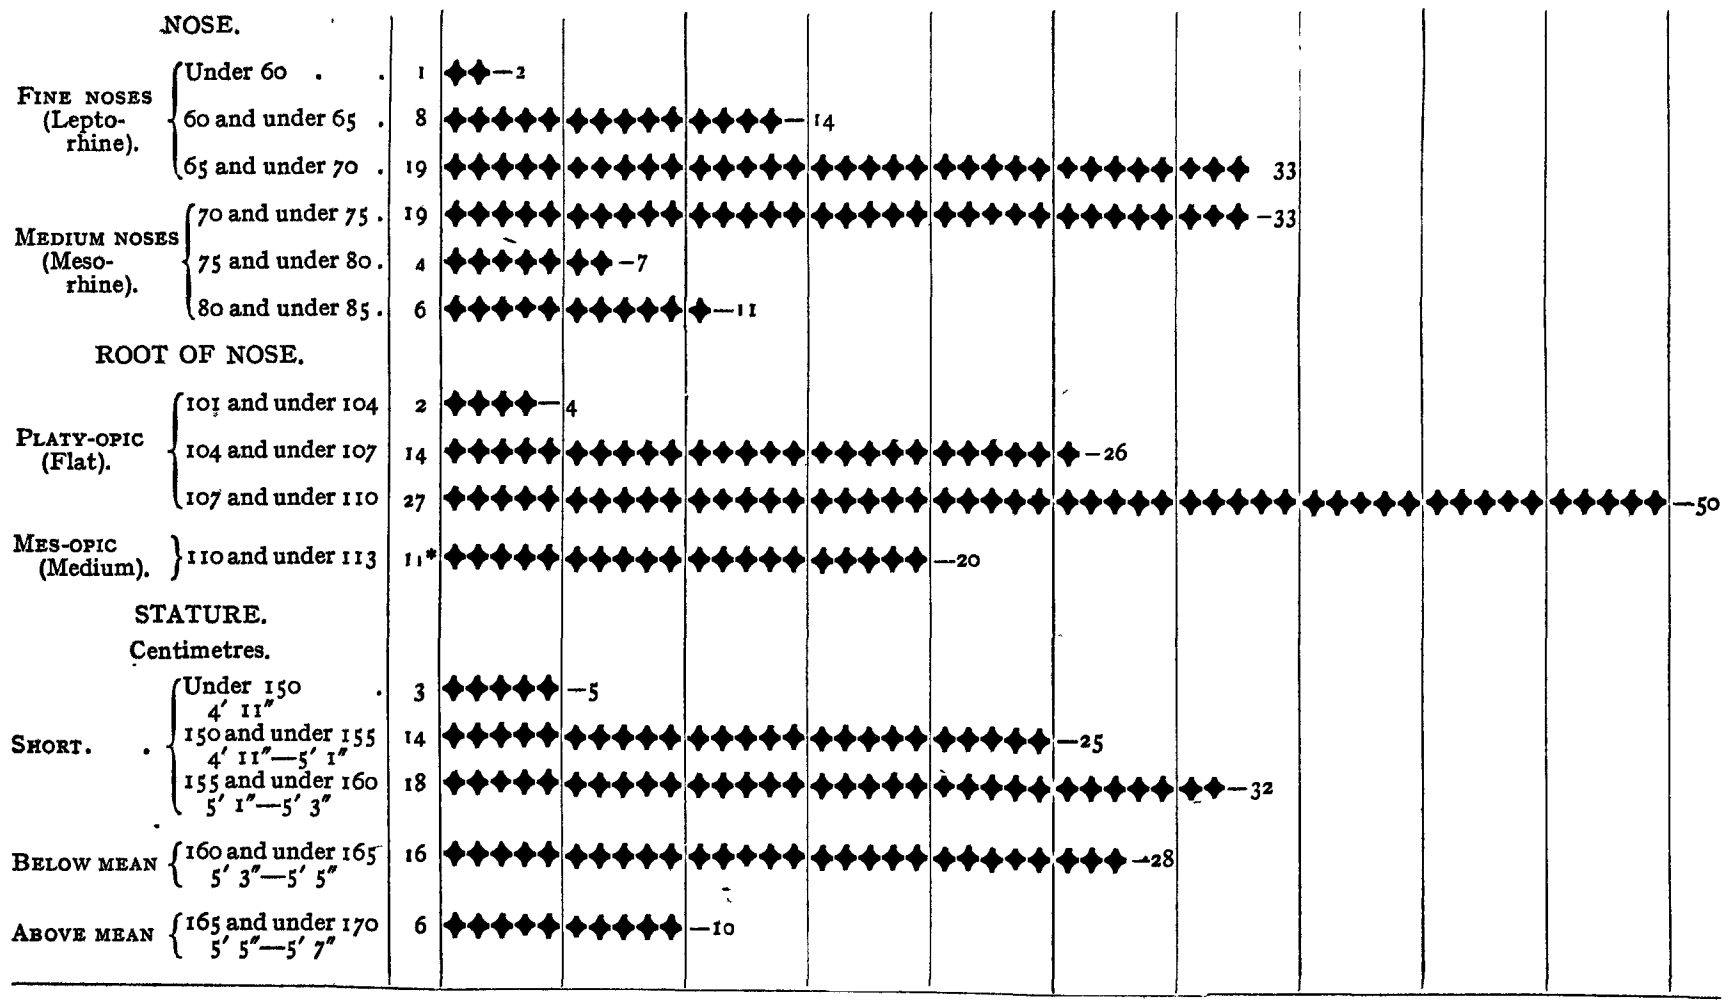 NOSE.
FINE NOSES (Lepto-rhine).
Under 60 . . 1 —2
60 and under 65 . 8 —14
65 and under 70 . 19 33
MEDIUM NOSES (Meso-rhine).
70 and under 75 . 19 —33
75 and under 80 . 4 —7
80 and under 85 . 6 —11
ROOT OF NOSE.
PLATY-OPIC (Flat).
101 and under 104 2 —4
104 and under 107 14 —26
107 and under 110 27 —50
MES-OPIC (Medium).
110 and under 113 11* —20
STATURE.
Centimetres.
SHORT. .
Under 150 . 3 —5
4′ 11″
150 and under 155 14 —25
4′ 11″—5′ 1″
155 and under 160 18 —32
5′ 1″—5′ 3″
BELOW MEAN
160 and under 165 16 —28
5′ 3″—5′ 5″
ABOVE MEAN
165 and under 170 6 —10
5′ 5″—5′ 7″